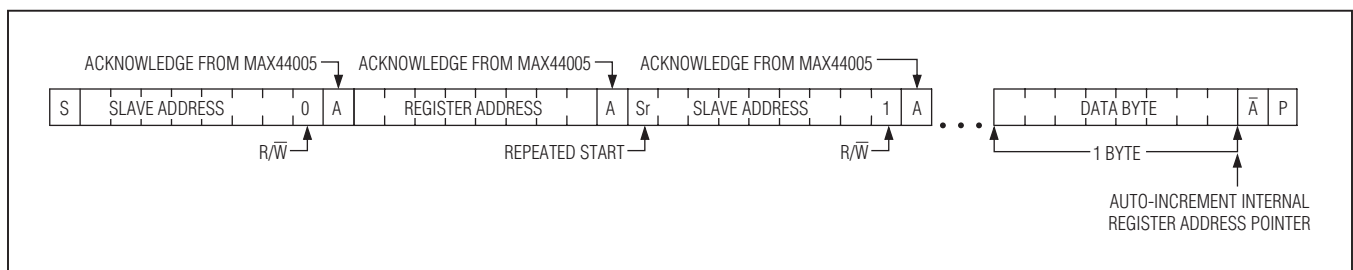 ACKNOWLEDGE FROM MAX44005 ACKNOWLEDGE FROM MAX44005 ACKNOWLEDGE FROM MAX44005
S SLAVE ADDRESS 0 A REGISTER ADDRESS A Sr SLAVE ADDRESS 1 A DATA BYTE A̅ P
R/W̅ REPEATED START R/W̅ 1 BYTE
AUTO-INCREMENT INTERNAL
REGISTER ADDRESS POINTER